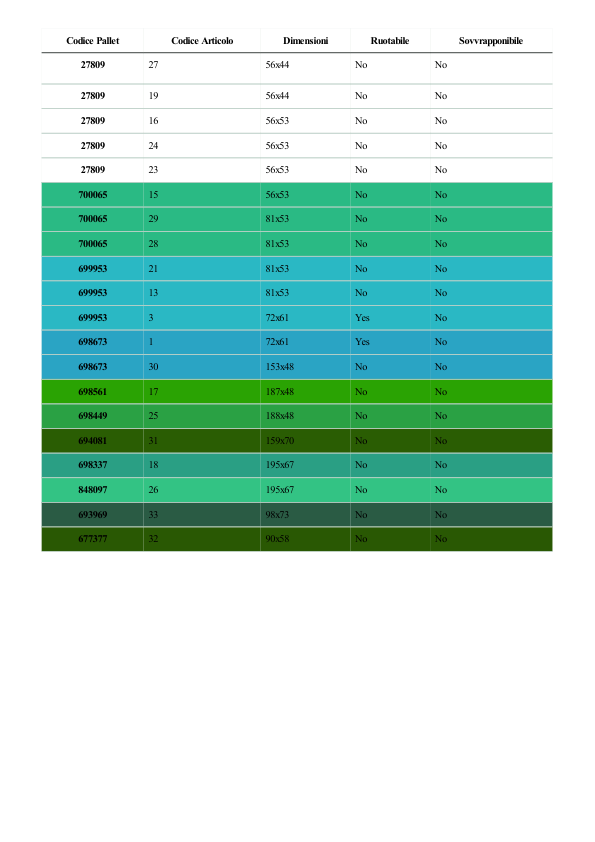 Codice Pallet Codice Articolo Dimensioni Ruotabile Sovvrapponibile
27809 27 56x44 No No
27809 19 56x44 No No
27809 16 56x53 No No
27809 24 56x53 No No
27809 23 56x53 No No
700065 15 56x53 No No
700065 29 81x53 No No
700065 28 81x53 No No
699953 21 81x53 No No
699953 13 81x53 No No
699953 3 72x61 Yes No
698673 1 72x61 Yes No
698673 30 153x48 No No
698561 17 187x48 No No
698449 25 188x48 No No
694081 31 159x70 No No
698337 18 195x67 No No
848097 26 195x67 No No
693969 33 98x73 No No
677377 32 90x58 No No